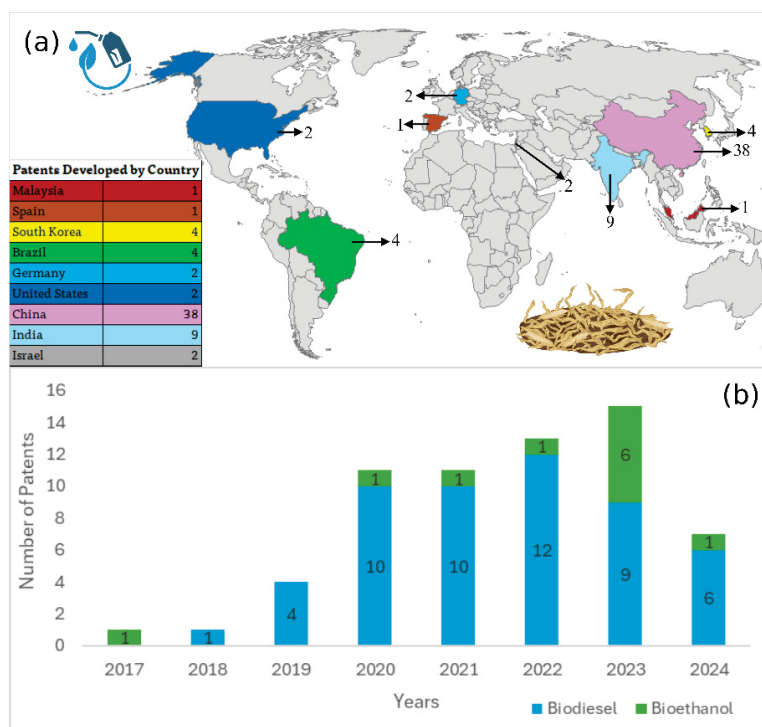 (a)
2
2
1
4
38
2
9
1
4
Patents Developed by Country
Malaysia 1
Spain 1
South Korea 4
Brazil 4
Germany 2
United States 2
China 38
India 9
Israel 2
(b)
Number of Patents
16
14
12
10
8
6
4
2
0
1
1
4
1
10
1
10
1
12
6
9
1
6
2017 2018 2019 2020 2021 2022 2023 2024
Years
Biodiesel Bioethanol